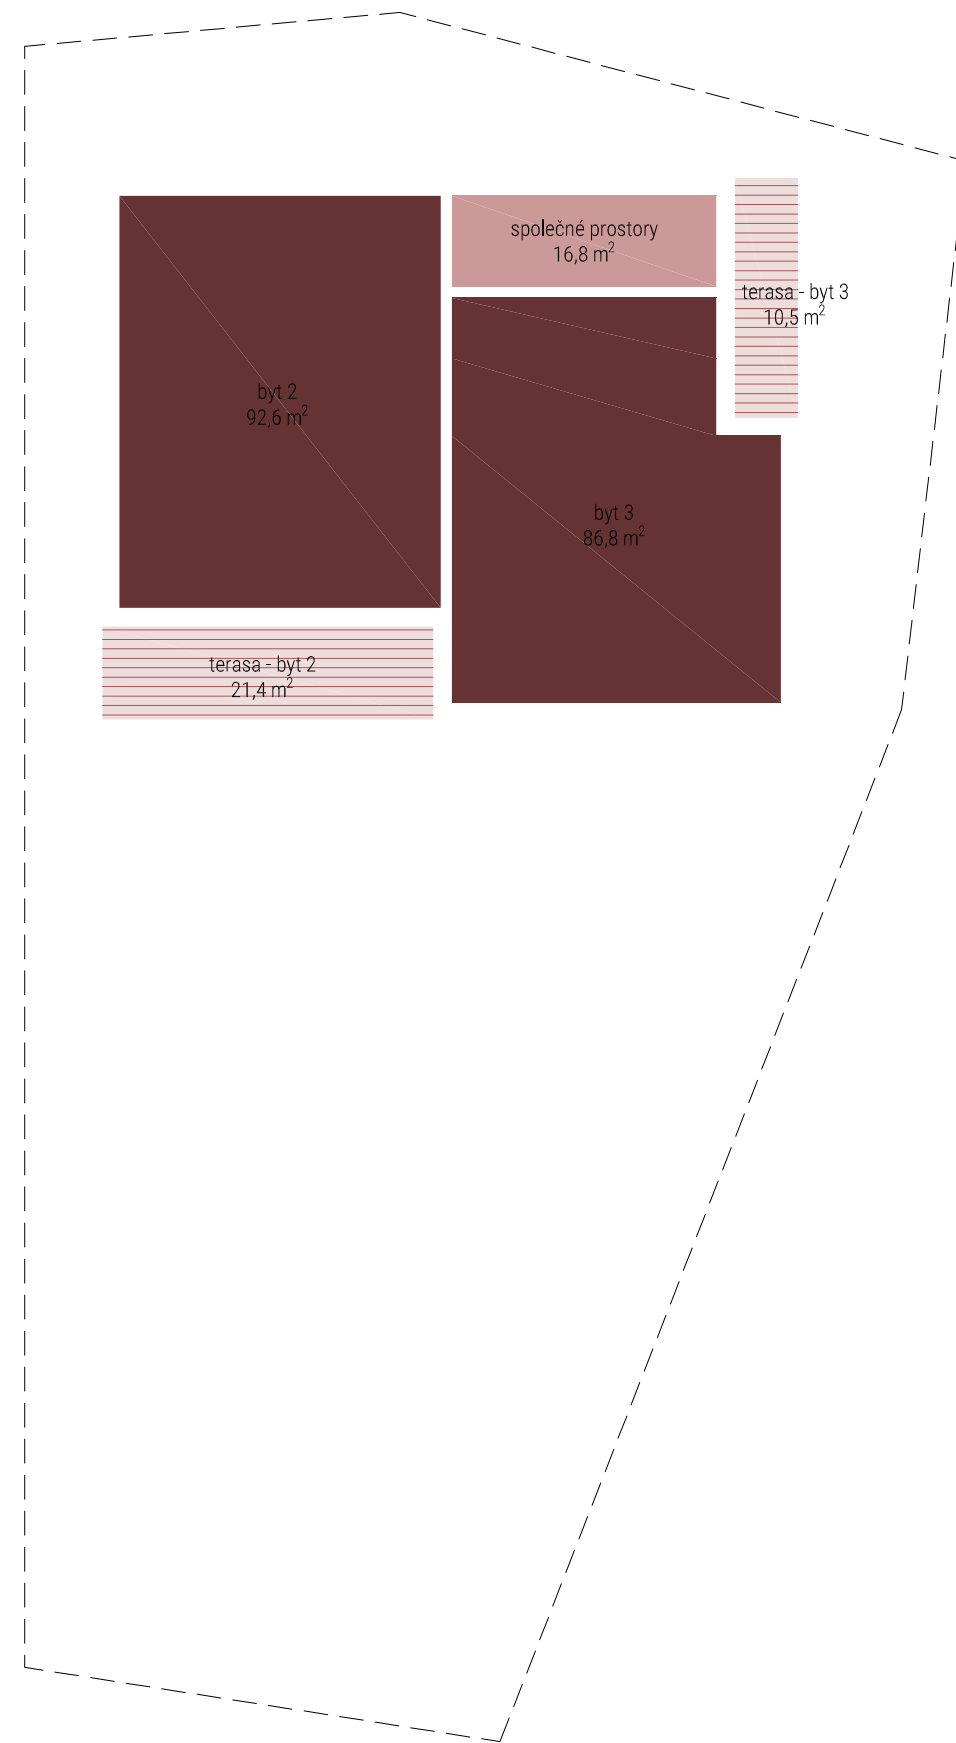 společné prostory
16,8 m²
terasa - byt 3
10,5 m²
byt 2
92,6 m²
byt 3
86,8 m²
terasa - byt 2
21,4 m²